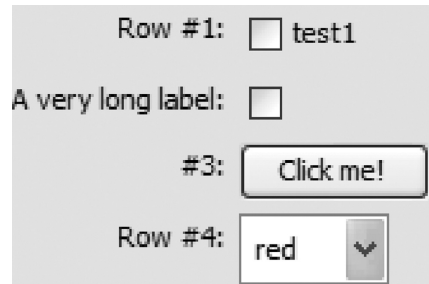 Row #1: test1
A very long label:
#3: Click me!
Row #4: red